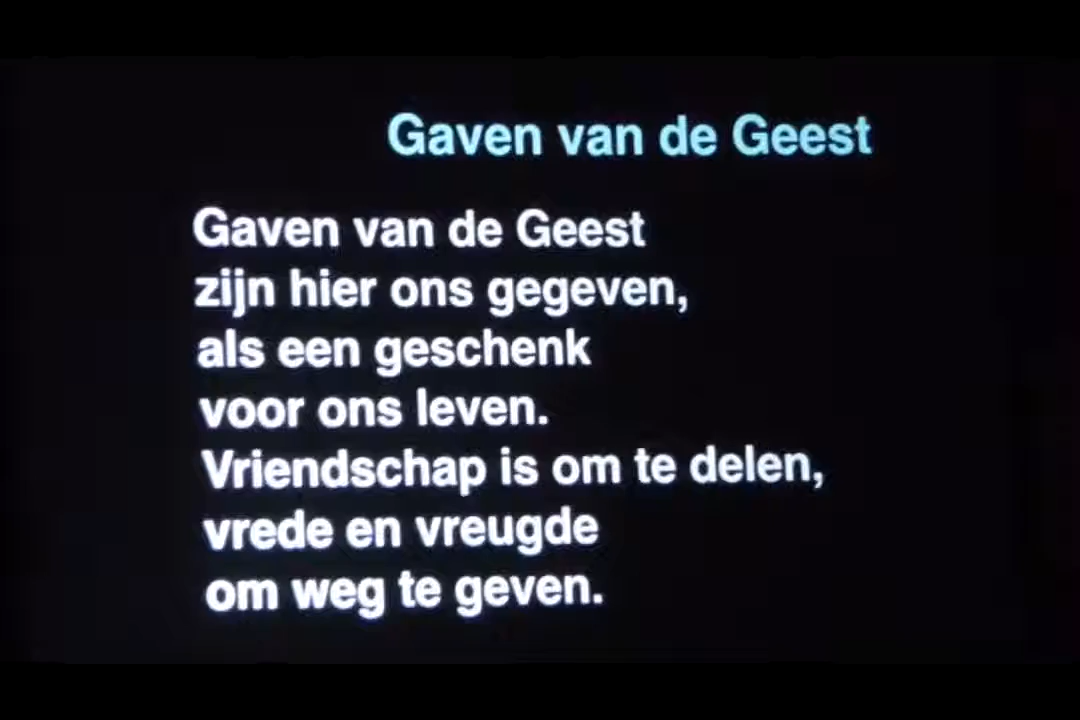 Gaven van de Geest
Gaven van de Geest
zijn hier ons gegeven,
als een geschenk
voor ons leven.
Vriendschap is om te delen,
vrede en vreugde
om weg te geven.